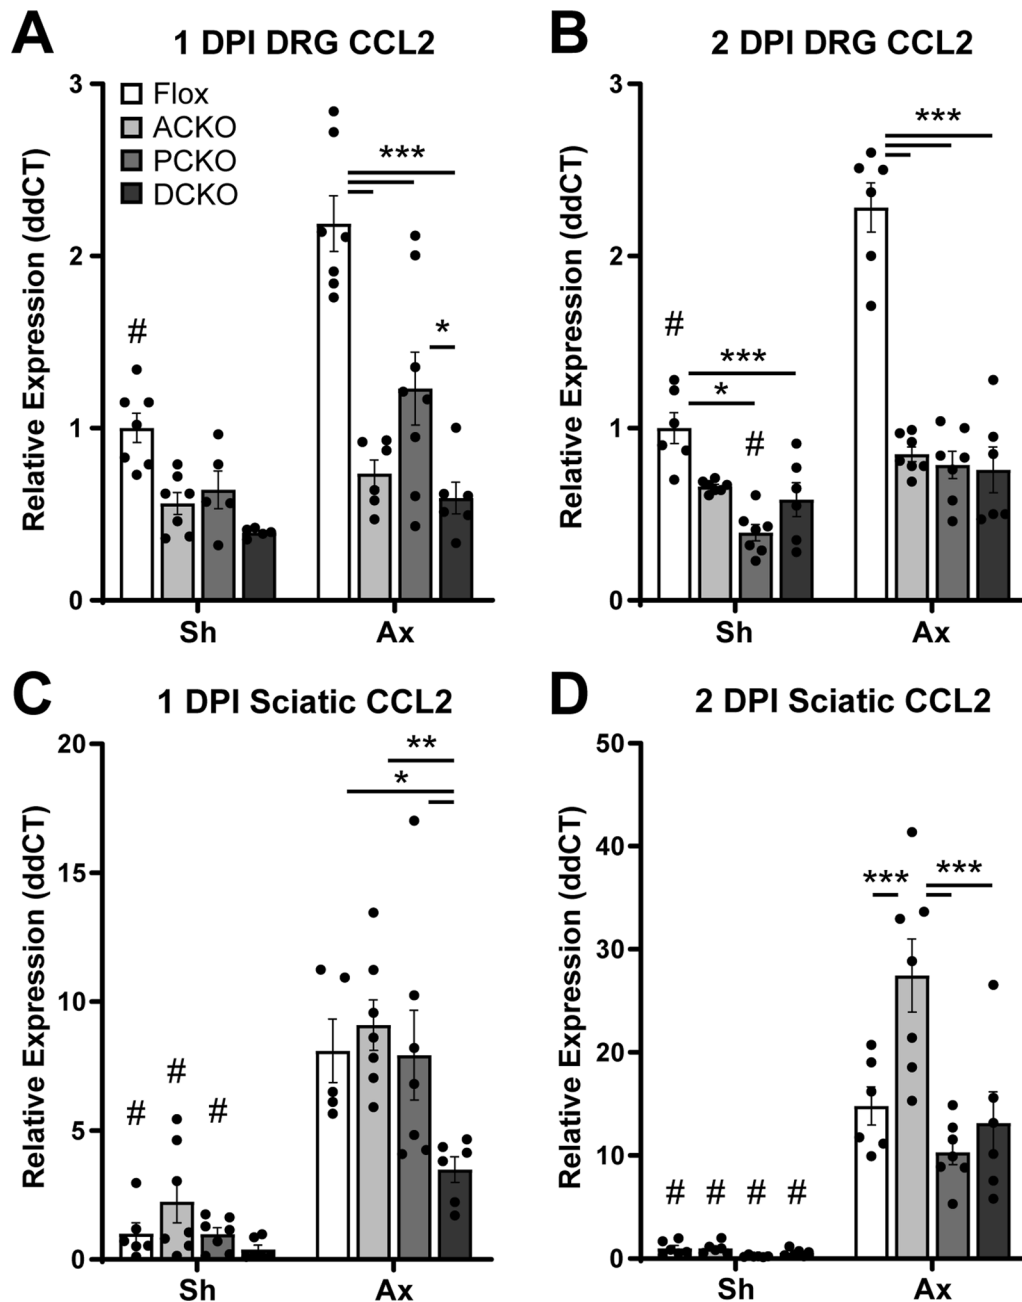 A
1 DPI DRG CCL2
Relative Expression (ddCT)
3
2
1
0
Flox
ACKO
PCKO
DCKO
#
***
*
Sh
Ax
B
2 DPI DRG CCL2
Relative Expression (ddCT)
3
2
1
0
#
***
*
#
***
Sh
Ax
C
1 DPI Sciatic CCL2
Relative Expression (ddCT)
20
15
10
5
0
#
#
#
**
*
Sh
Ax
D
2 DPI Sciatic CCL2
Relative Expression (ddCT)
50
40
30
20
10
0
# # # #
*** ***
Sh
Ax